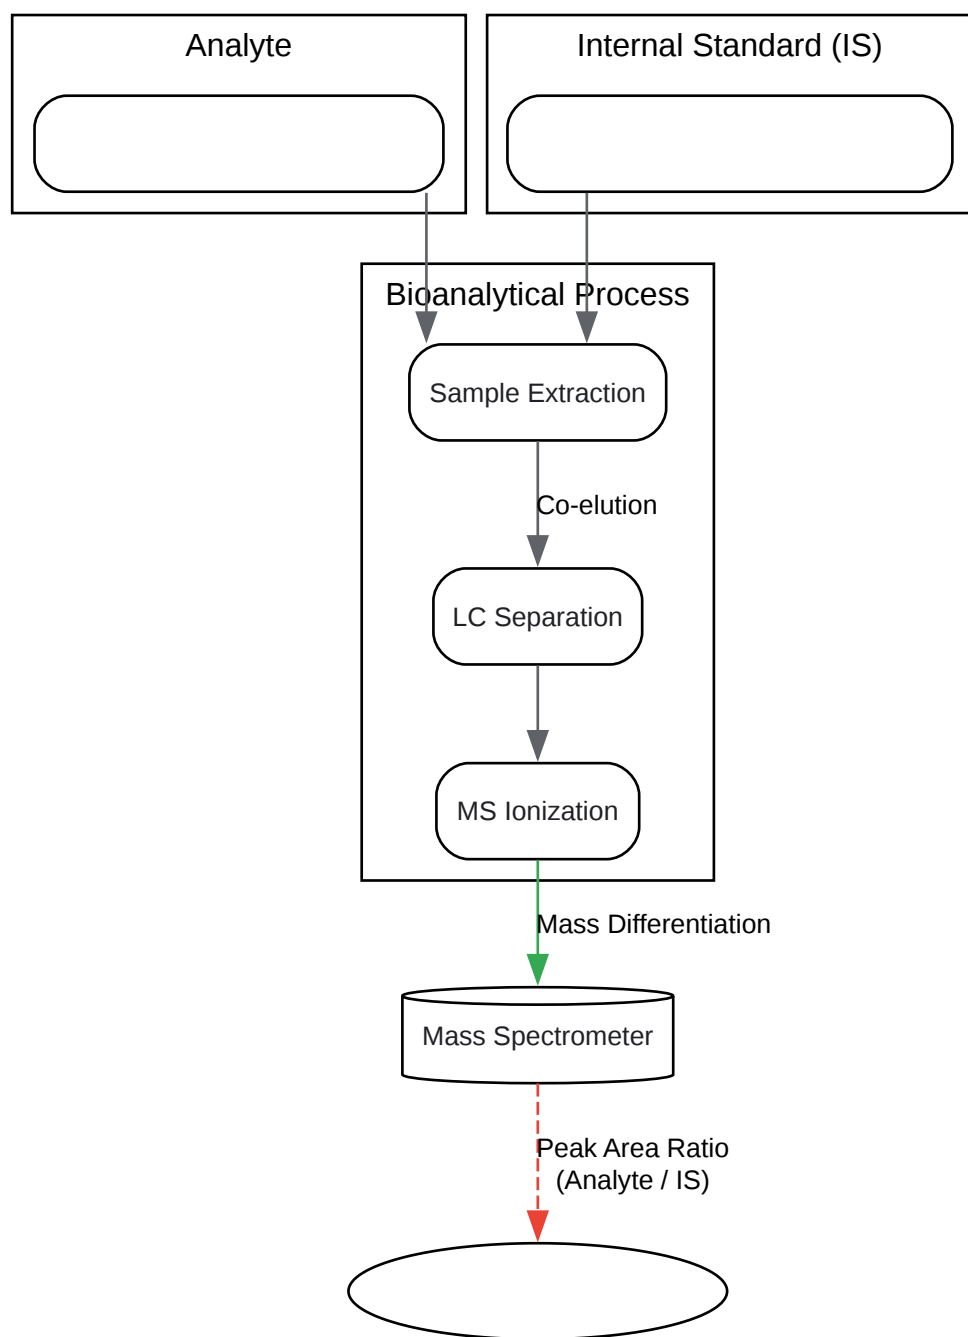 Analyte
Internal Standard (IS)
Bioanalytical Process
Sample Extraction
Co-elution
LC Separation
MS Ionization
Mass Differentiation
Mass Spectrometer
Peak Area Ratio
(Analyte / IS)